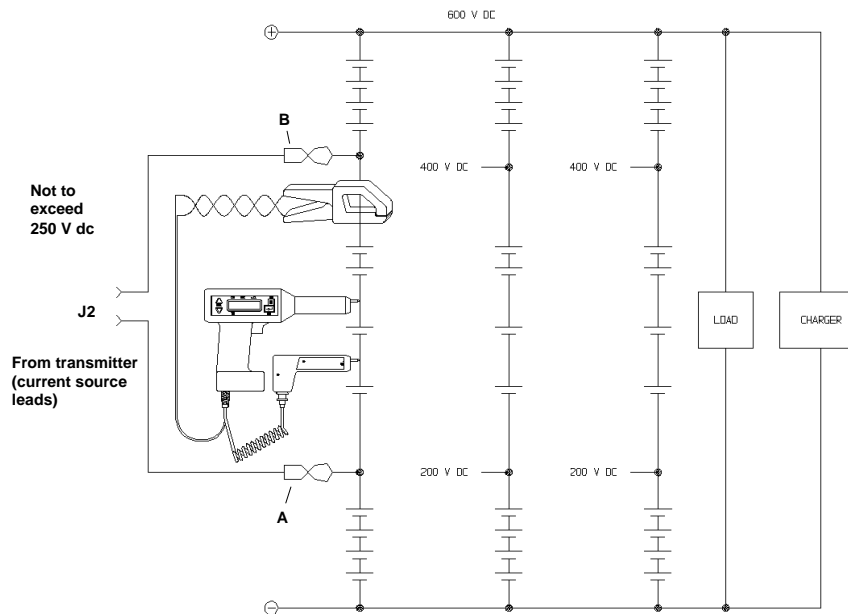 600 V DC
B
400 V DC
400 V DC
Not to
exceed
250 V dc
J2
LOAD
CHARGER
From transmitter
(current source
leads)
200 V DC
200 V DC
A